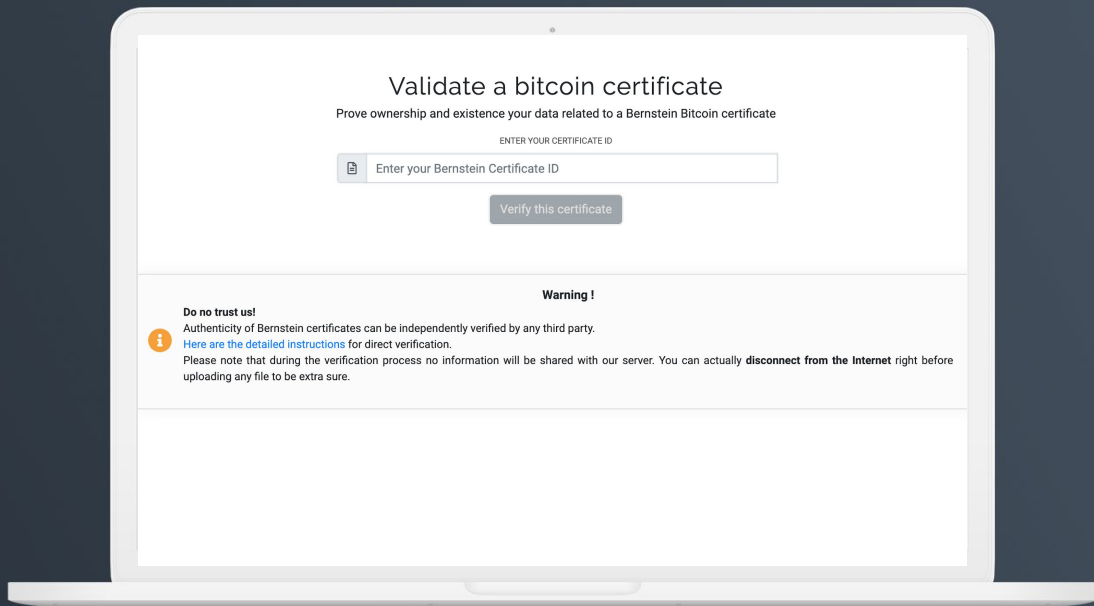 Validate a bitcoin certificate
Prove ownership and existence your data related to a Bernstein Bitcoin certificate
ENTER YOUR CERTIFICATE ID
Enter your Bernstein Certificate ID
Verify this certificate
Warning !
Do no trust us!
Authenticity of Bernstein certificates can be independently verified by any third party.
Here are the detailed instructions for direct verification.
Please note that during the verification process no information will be shared with our server. You can actually disconnect from the Internet right before
uploading any file to be extra sure.